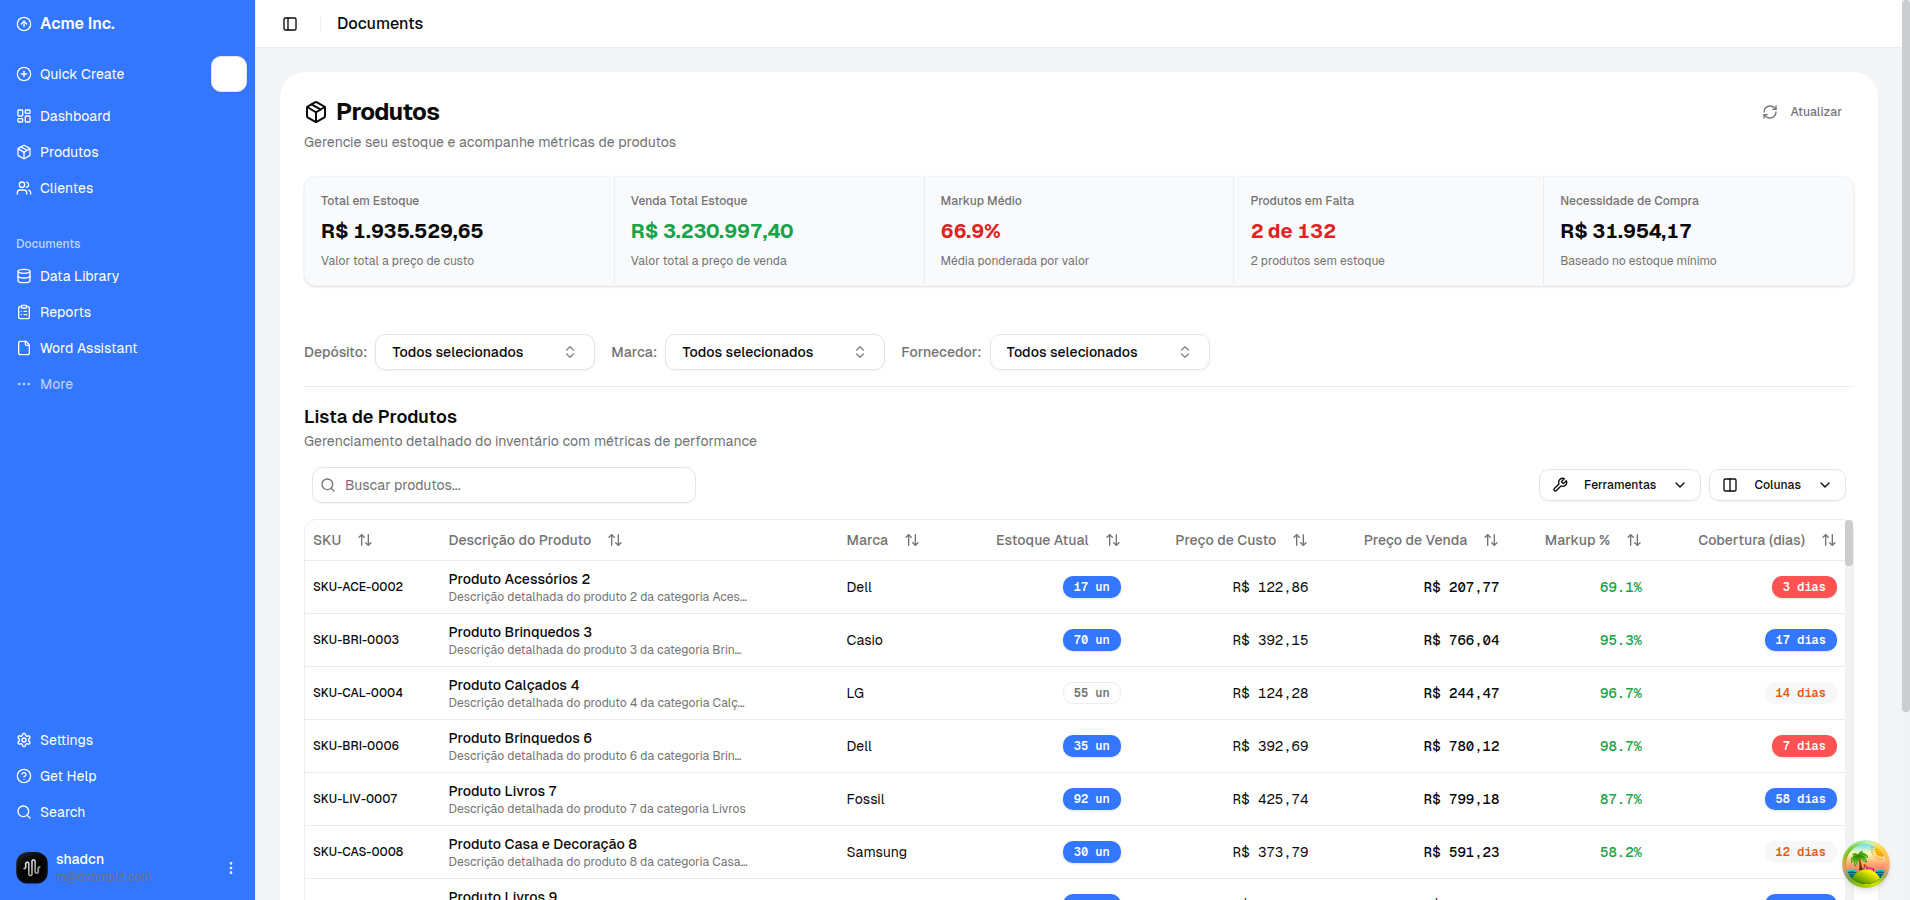 Acme Inc.
Quick Create
Dashboard
Produtos
Clientes
Documents
Data Library
Reports
Word Assistant
More
Settings
Get Help
Search
shadcn
m@example.com
Documents
Produtos
Atualizar
Gerencie seu estoque e acompanhe métricas de produtos
Total em Estoque
R$ 1.935.529,65
Valor total a preço de custo
Venda Total Estoque
R$ 3.230.997,40
Valor total a preço de venda
Markup Médio
66.9%
Média ponderada por valor
Produtos em Falta
2 de 132
2 produtos sem estoque
Necessidade de Compra
R$ 31.954,17
Baseado no estoque mínimo
Depósito: Todos selecionados Marca: Todos selecionados Fornecedor: Todos selecionados
Lista de Produtos
Gerenciamento detalhado do inventário com métricas de performance
Buscar produtos...
Ferramentas Colunas
SKU Descrição do Produto Marca Estoque Atual Preço de Custo Preço de Venda Markup % Cobertura (dias)
SKU-ACE-0002 Produto Acessórios 2 Dell 17 un R$ 122,86 R$ 207,77 69.1% 3 dias
Descrição detalhada do produto 2 da categoria Aces...
SKU-BRI-0003 Produto Brinquedos 3 Casio 70 un R$ 392,15 R$ 766,04 95.3% 17 dias
Descrição detalhada do produto 3 da categoria Brin...
SKU-CAL-0004 Produto Calçados 4 LG 55 un R$ 124,28 R$ 244,47 96.7% 14 dias
Descrição detalhada do produto 4 da categoria Calç...
SKU-BRI-0006 Produto Brinquedos 6 Dell 35 un R$ 392,69 R$ 780,12 98.7% 7 dias
Descrição detalhada do produto 6 da categoria Brin...
SKU-LIV-0007 Produto Livros 7 Fossil 92 un R$ 425,74 R$ 799,18 87.7% 58 dias
Descrição detalhada do produto 7 da categoria Livros
SKU-CAS-0008 Produto Casa e Decoração 8 Samsung 30 un R$ 373,79 R$ 591,23 58.2% 12 dias
Descrição detalhada do produto 8 da categoria Casa...
Produto Livros 9